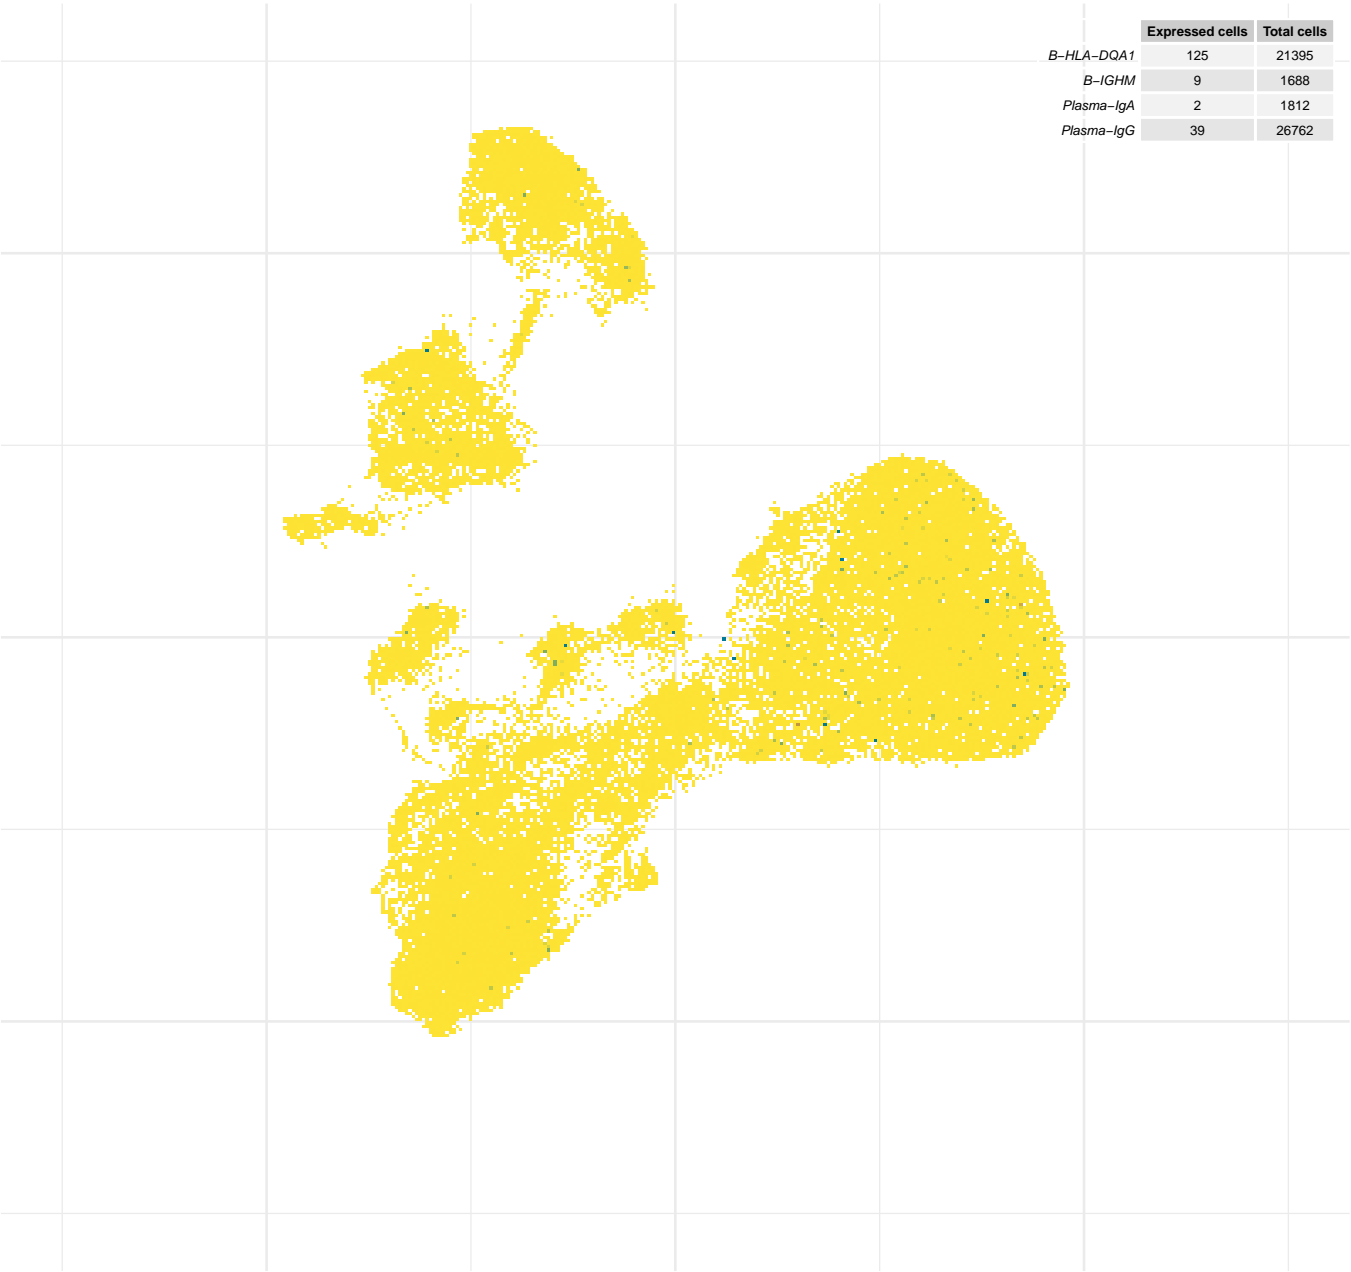 Expressed cells Total cells
B−HLA−DQA1 125 21395
B−IGHM 9 1688
Plasma−IgA 2 1812
Plasma−IgG 39 26762